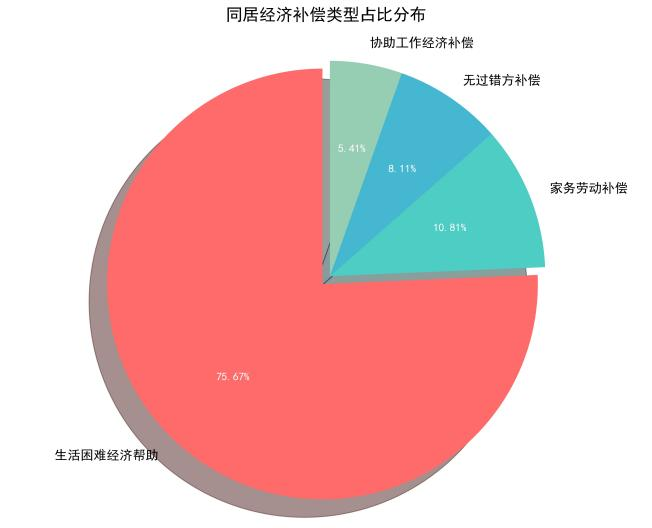 同居经济补偿类型占比分布
协助工作经济补偿
无过错方补偿
5.41%
8.11%
家务劳动补偿
10.81%
75.67%
生活困难经济帮助